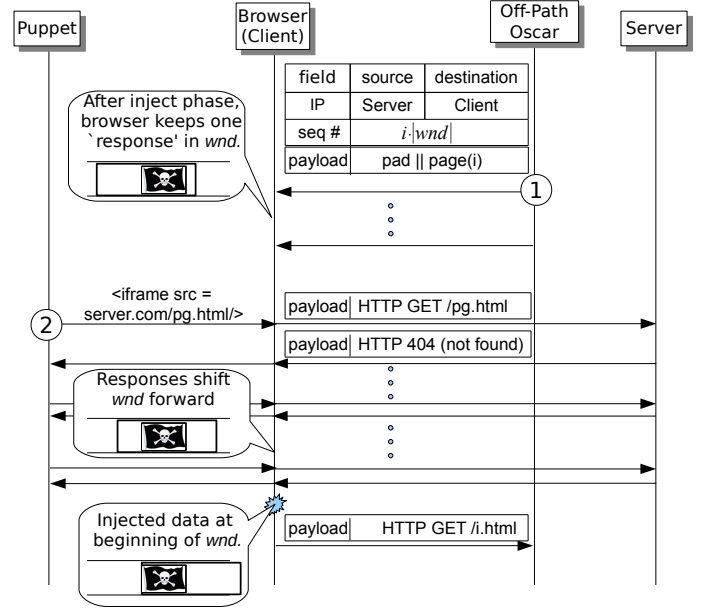 Puppet
Browser
(Client)
Off-Path
Oscar
Server
field source destination
IP Server Client
seq # i·|wnd|
payload pad || page(i)
After inject phase,
browser keeps one
`response' in wnd.
1
<iframe src =
server.com/pg.html/>
payload HTTP GET /pg.html
2
payload HTTP 404 (not found)
Responses shift
wnd forward
Injected data at
beginning of wnd.
payload HTTP GET /i.html